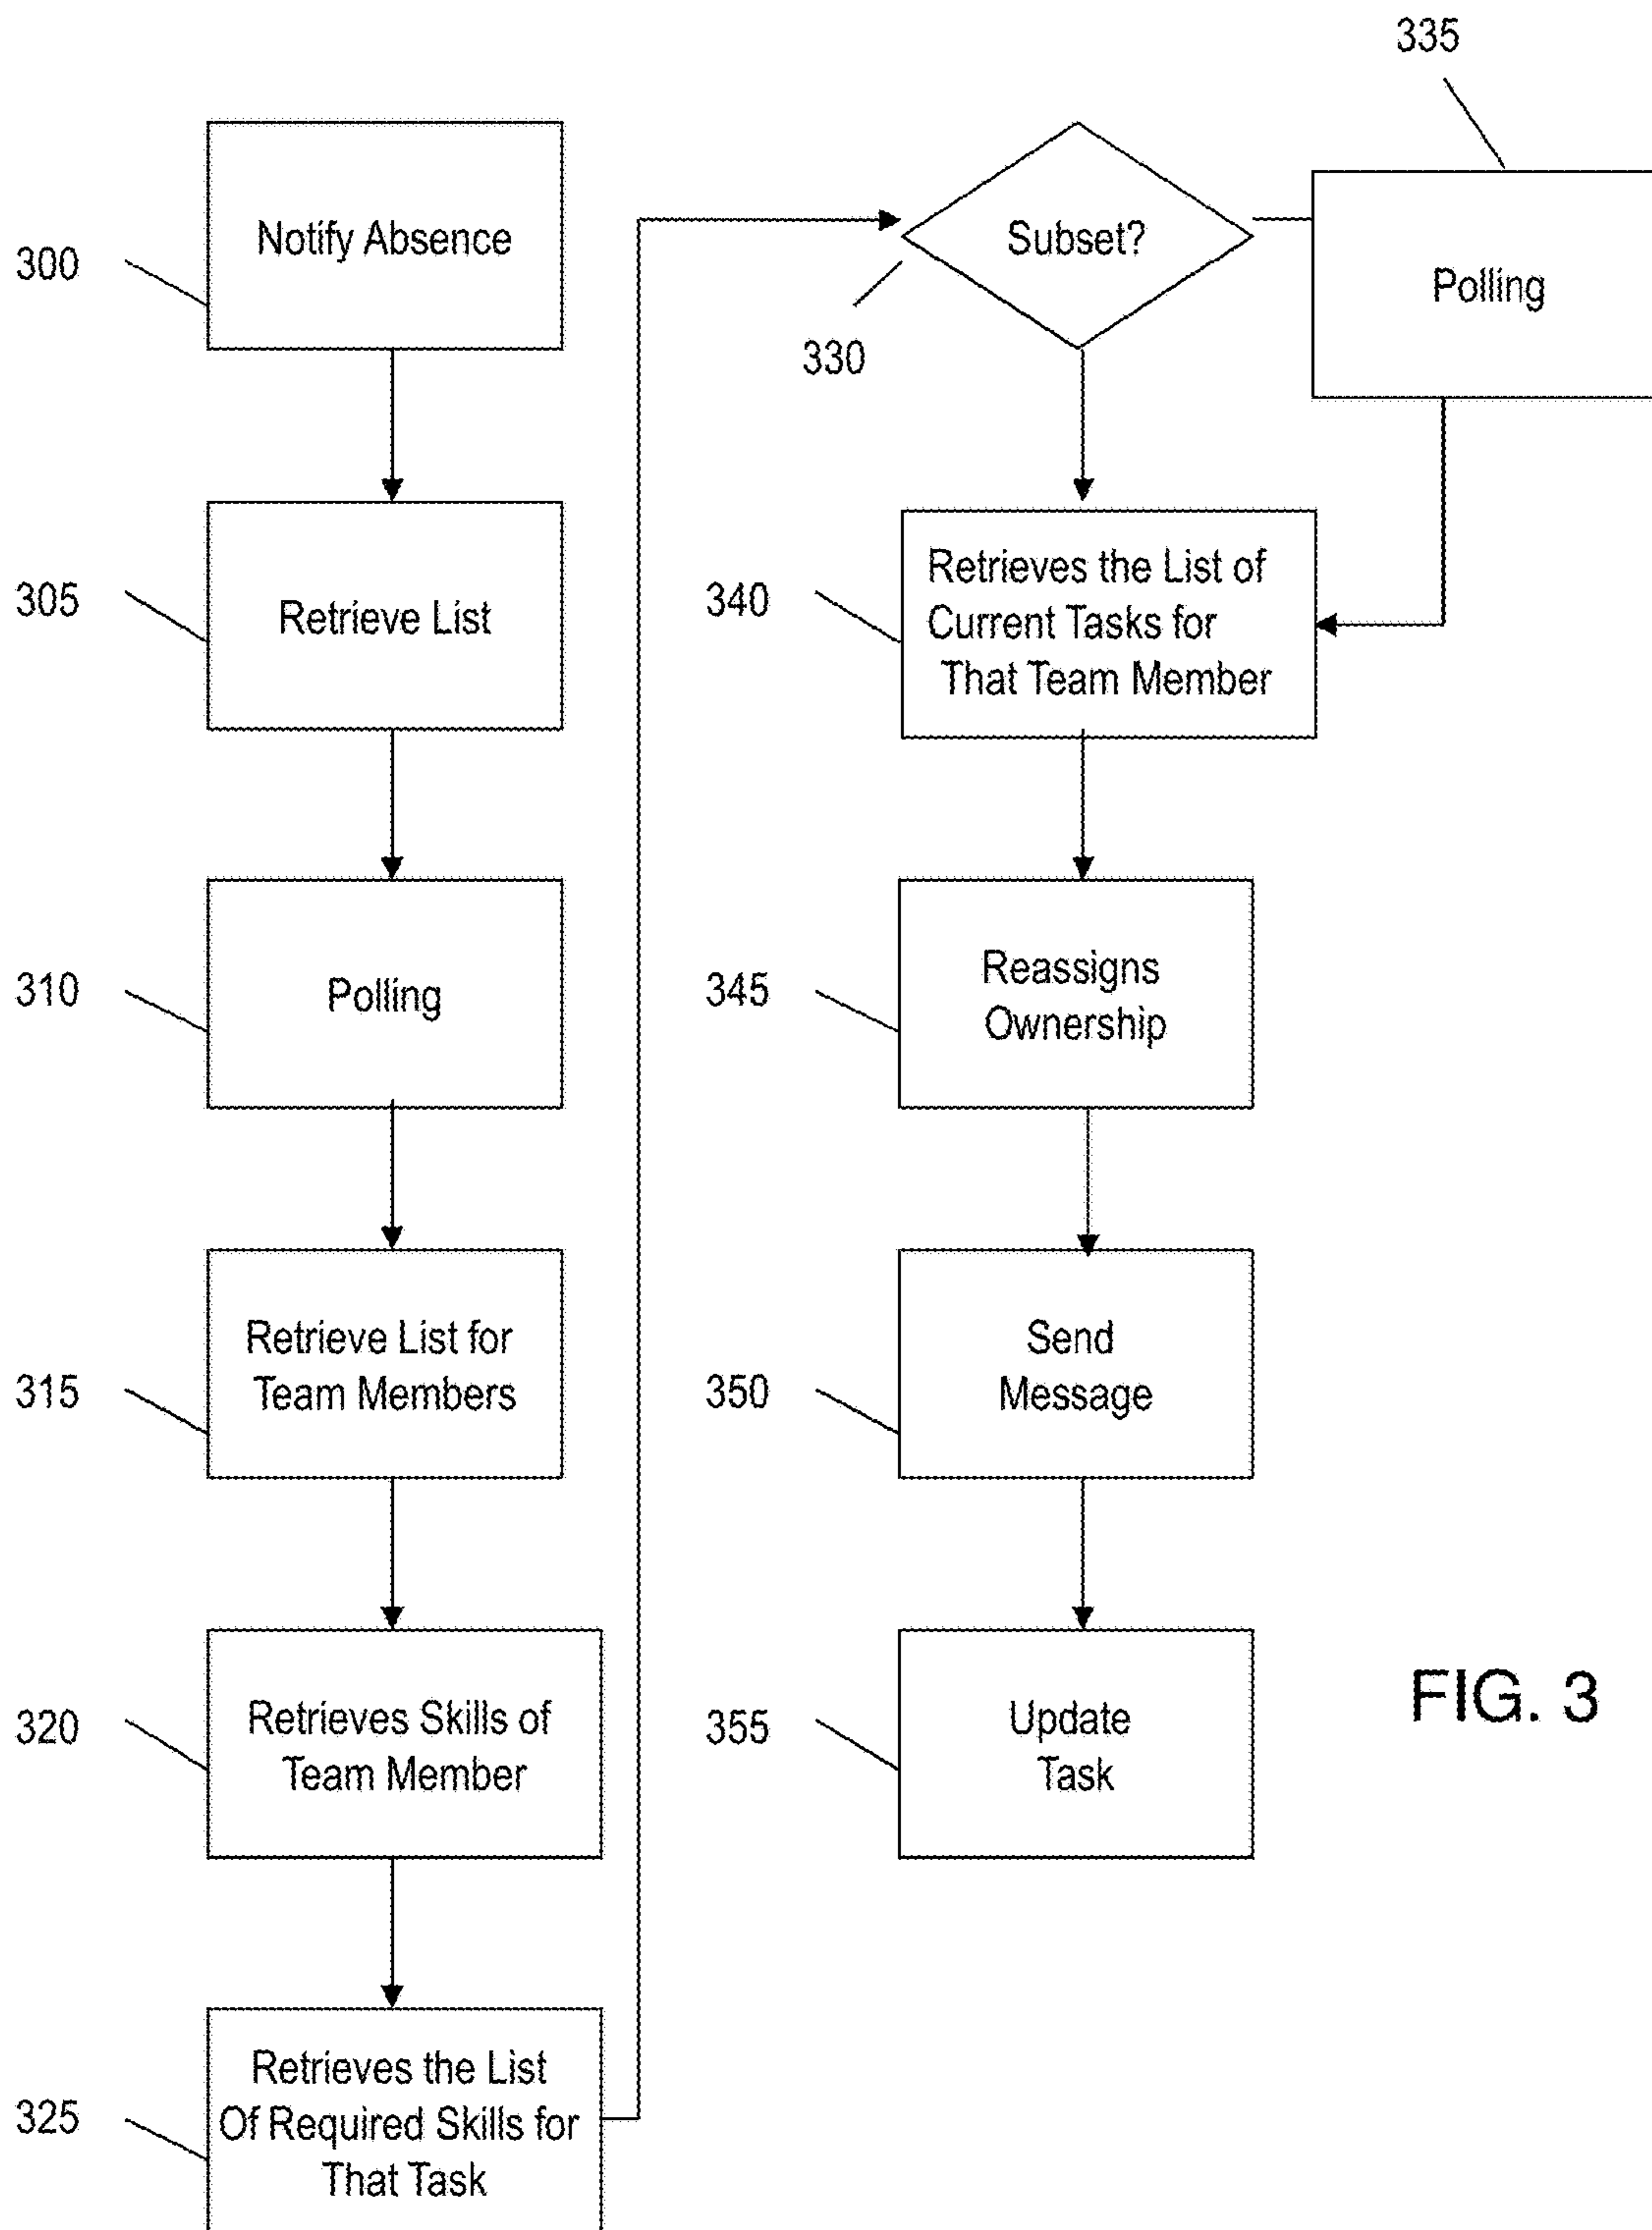 300
Notify Absence
305
Retrieve List
310
Polling
315
Retrieve List for
Team Members
320
Retrieves Skills of
Team Member
325
Retrieves the List
Of Required Skills for
That Task
330
Subset?
335
Polling
340
Retrieves the List of
Current Tasks for
That Team Member
345
Reassigns
Ownership
350
Send
Message
355
Update
Task
FIG. 3